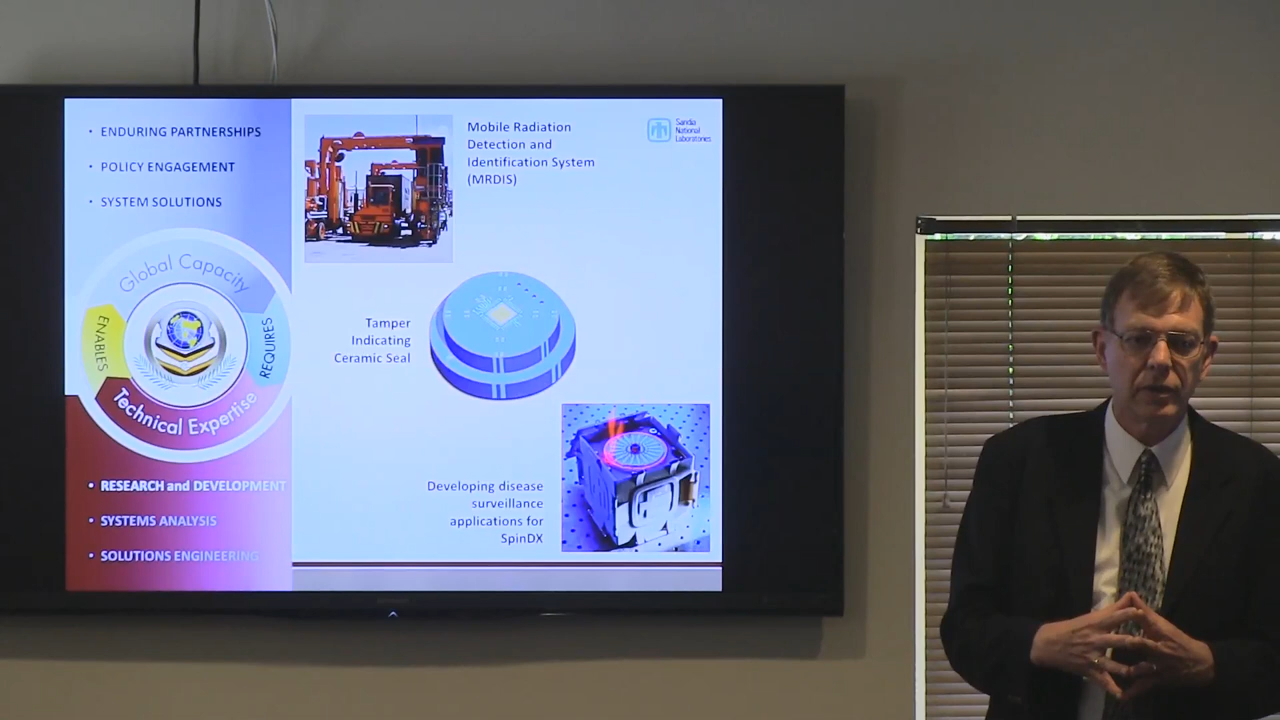 • ENDURING PARTNERSHIPS
• POLICY ENGAGEMENT
• SYSTEM SOLUTIONS
Global Capacity
ENABLES
REQUIRES
Technical Expertise
• RESEARCH and DEVELOPMENT
• SYSTEMS ANALYSIS
• SOLUTIONS ENGINEERING
Mobile Radiation
Detection and
Identification System
(MRDIS)
Sandia
National
Laboratories
Tamper
Indicating
Ceramic Seal
Developing disease
surveillance
applications for
SpinDX